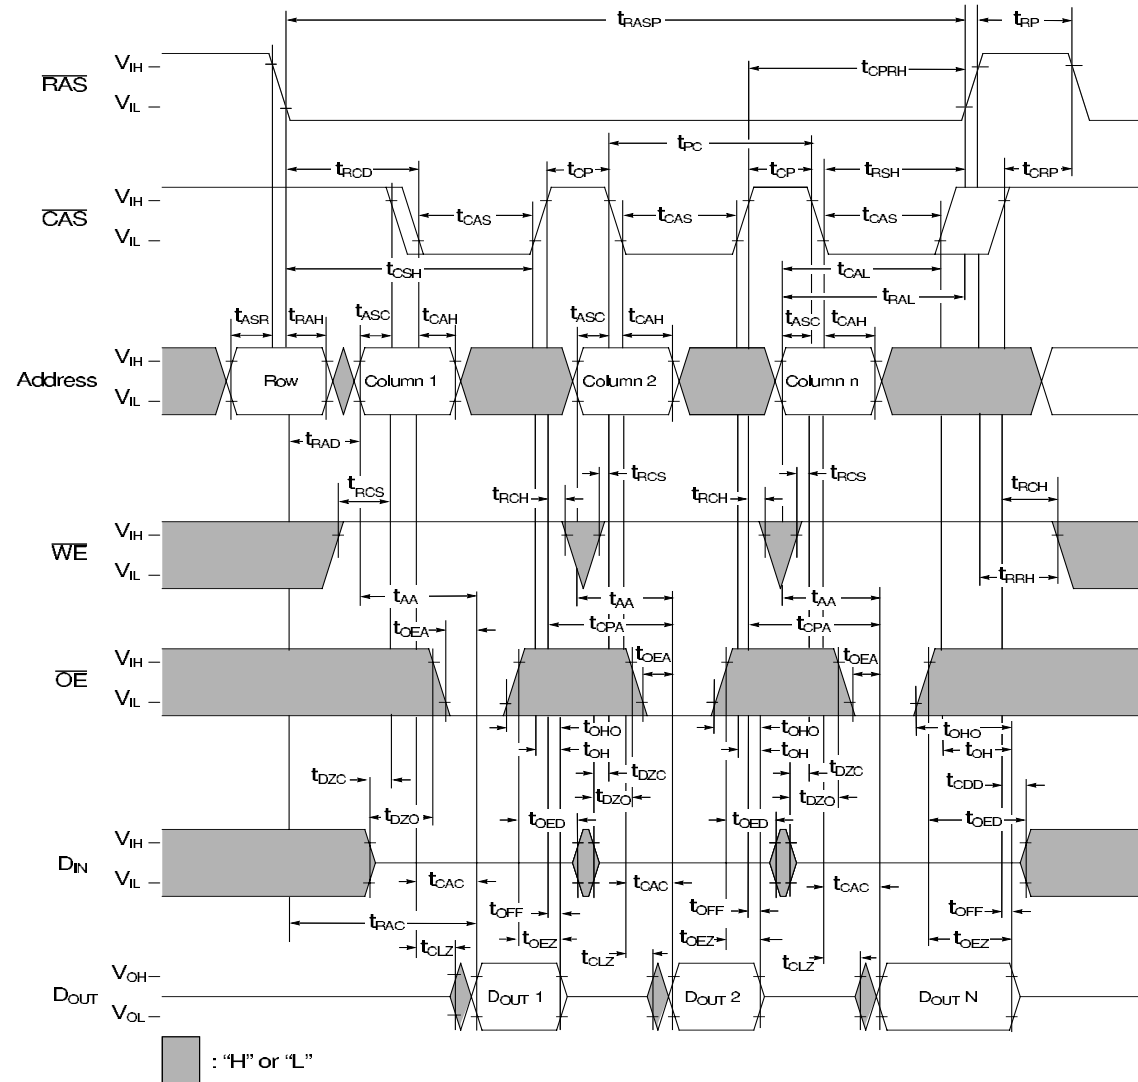 tRASP tRP
RAS VIH tCPRH
VIL
tPC
tRCD tCP tCP tRSH tCRP
CAS VIH tCAS tCAS tCAS
VIL
tCSH tCAL
tRAL
tASR tRAH tASC tCAH tASC tCAH tASC tCAH
Address VIH Row Column 1 Column 2 Column n
VIL
tRAD
tRCS tRCH tRCS tRCH tRCS tRCH
WE VIH
VIL tRRH
tAA tAA tAA
tOEA tCPA tCPA
OE VIH tOEA tOEA
VIL
tOHO tOHO tOHO
tOH tOH tOH
tDZC tDZC tDZC tCDD
tDZO tDZO tDZO
tOED tOED tOED
DIN VIH
VIL tCAC tCAC tCAC
tRAC tOFF tOFF tOFF
tCLZ tOEZ tCLZ tOEZ tCLZ tOEZ
DOUT VOH DOUT 1 DOUT 2 DOUT N
VOL
: “H” or “L”